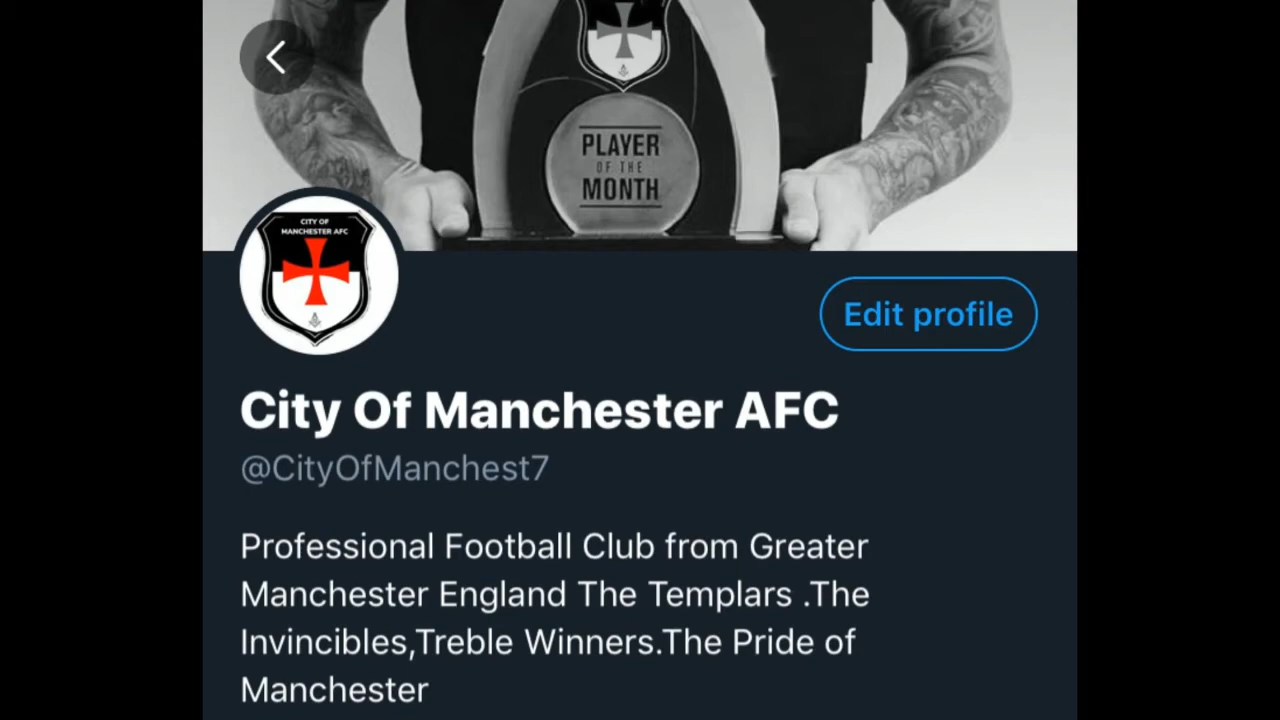 PLAYER
OF THE
MONTH
CITY OF
MANCHESTER AFC
Edit profile
City Of Manchester AFC
@CityOfManchest7
Professional Football Club from Greater
Manchester England The Templars .The
Invincibles,Treble Winners.The Pride of
Manchester